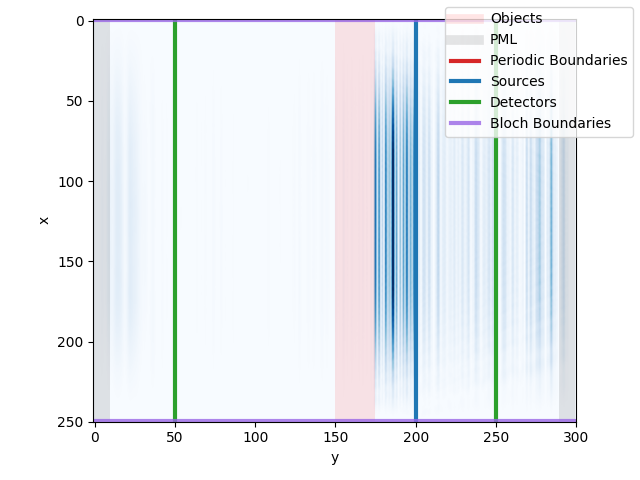 Objects
PML
Periodic Boundaries
Sources
Detectors
Bloch Boundaries
0
50
100
150
200
250
x
0
50
100
150
200
250
300
y